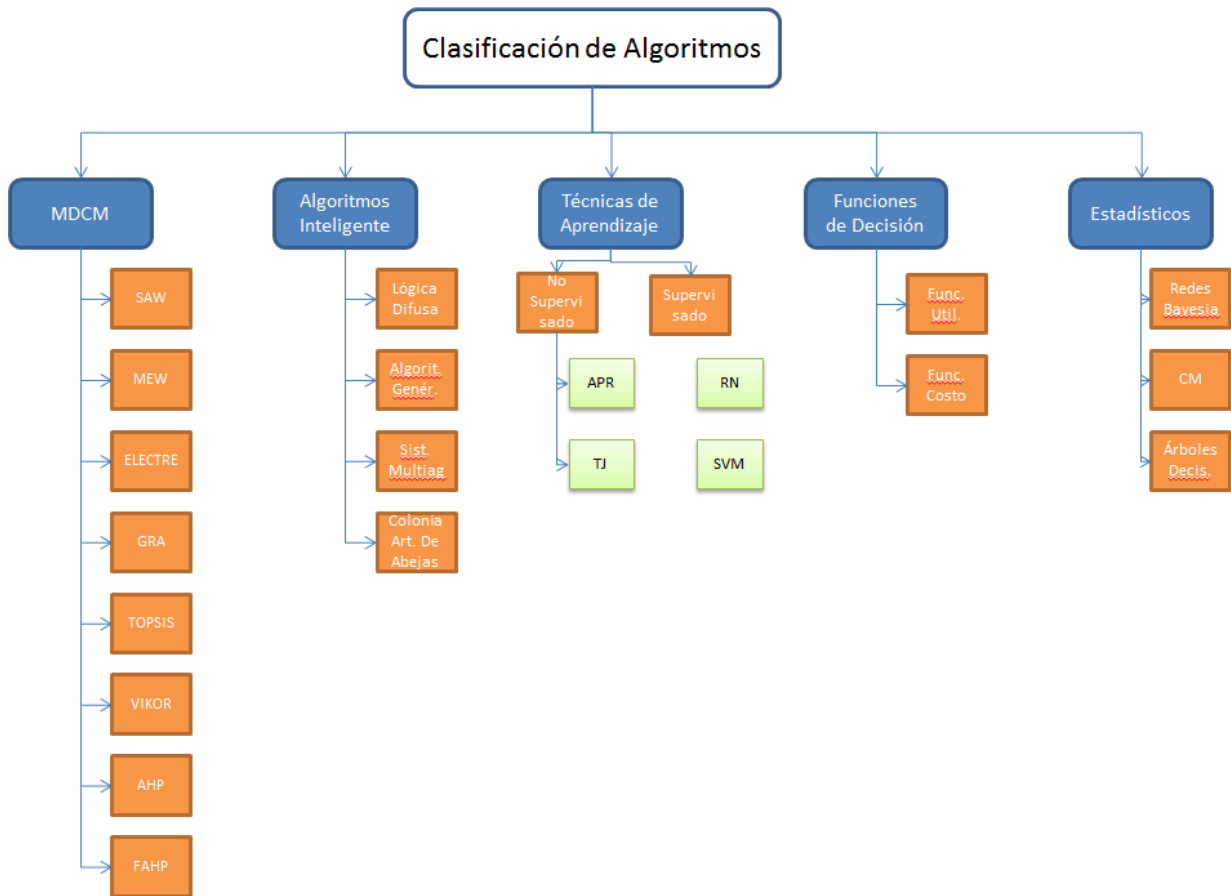 Clasificación de Algoritmos
MDCM
SAW
MEW
ELECTRE
GRA
TOPSIS
VIKOR
AHP
FAHP
Algoritmos
Inteligente
Lógica
Difusa
Algorit.
Genér.
Sist.
Multiag
Colonia
Art. De
Abejas
Técnicas de
Aprendizaje
No
Supervi
sado
APR
TJ
Supervi
sado
RN
SVM
Funciones
de Decisión
Func.
Util.
Func.
Costo
Estadísticos
Redes
Bavesia
CM
Árboles
Decis.